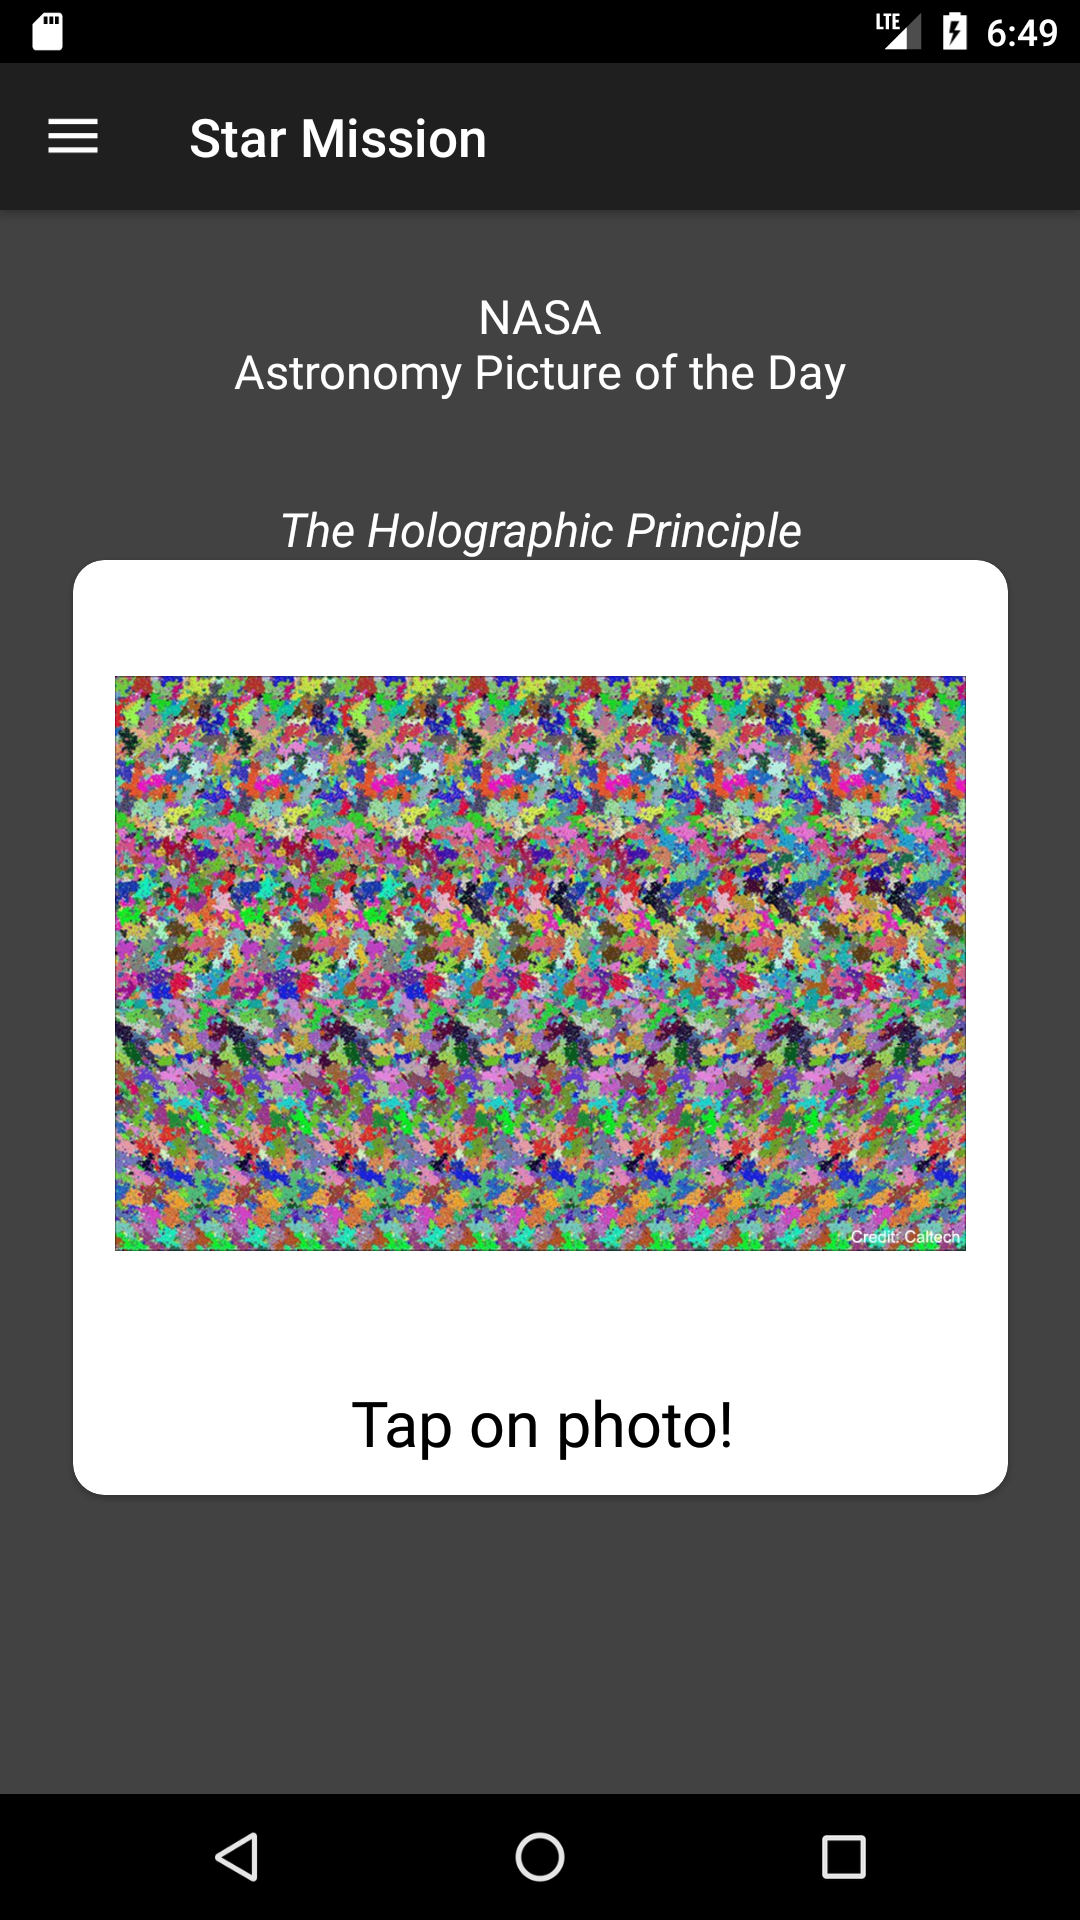 LTE 6:49
Star Mission
NASA
Astronomy Picture of the Day
The Holographic Principle
Credit: Caltech
Tap on photo!